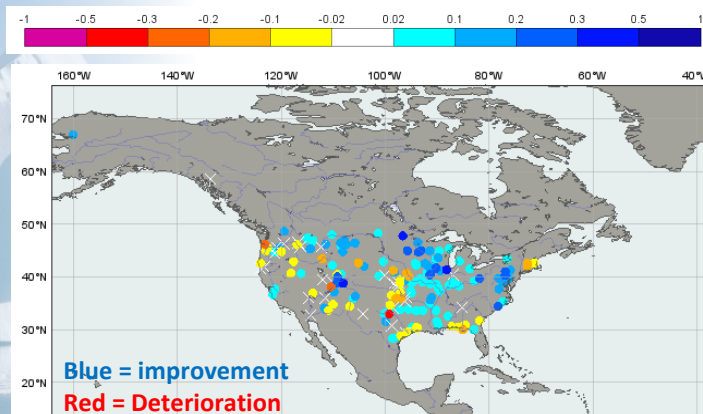 -1 -0.5 -0.3 -0.2 -0.1 -0.02 0.02 0.1 0.2 0.3 0.5 1
160°W 140°W 120°W 100°W 80°W 60°W 40°
70°N
60°N
50°N
40°N
30°N
20°N
Blue = improvement
Red = Deterioration